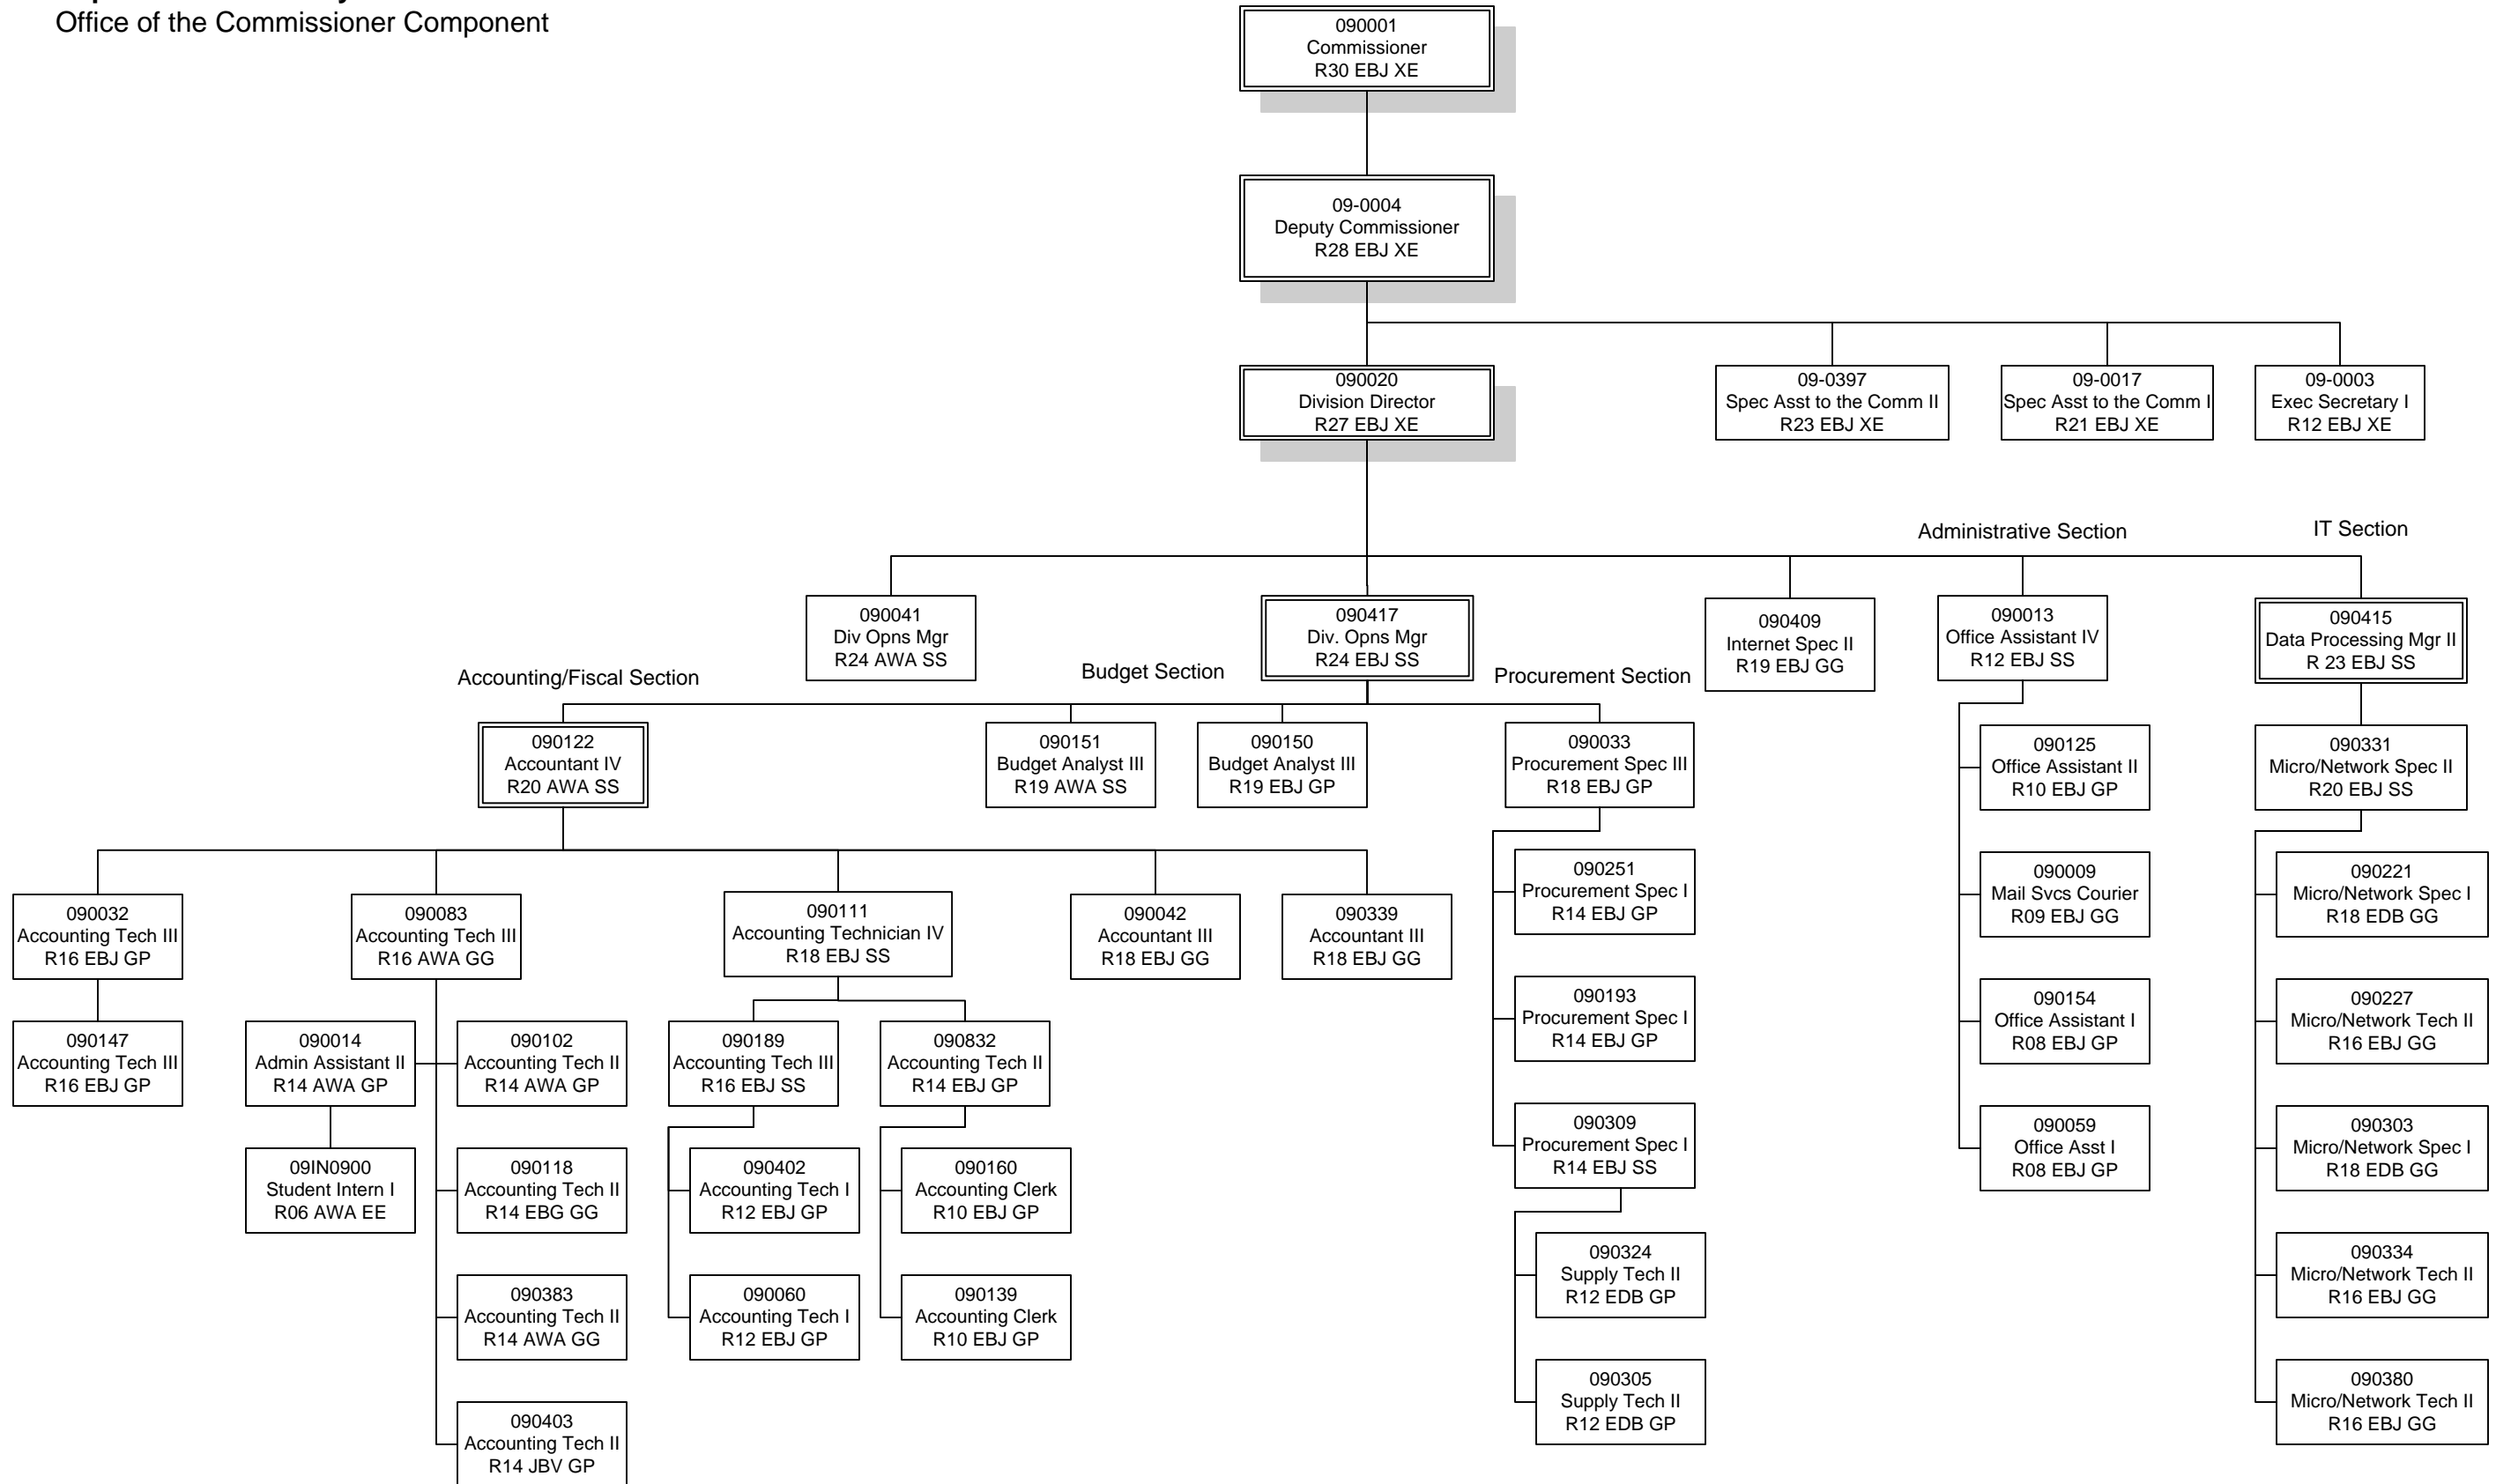 Office of the Commissioner Component
090001
Commissioner
R30 EBJ XE
09-0004
Deputy Commissioner
R28 EBJ XE
090020
Division Director
R27 EBJ XE
09-0397
Spec Asst to the Comm II
R23 EBJ XE
09-0017
Spec Asst to the Comm I
R21 EBJ XE
09-0003
Exec Secretary I
R12 EBJ XE
Administrative Section
IT Section
090041
Div Opns Mgr
R24 AWA SS
090417
Div. Opns Mgr
R24 EBJ SS
090409
Internet Spec II
R19 EBJ GG
090013
Office Assistant IV
R12 EBJ SS
090415
Data Processing Mgr II
R 23 EBJ SS
Accounting/Fiscal Section
Budget Section
Procurement Section
090122
Accountant IV
R20 AWA SS
090151
Budget Analyst III
R19 AWA SS
090150
Budget Analyst III
R19 EBJ GP
090033
Procurement Spec III
R18 EBJ GP
090125
Office Assistant II
R10 EBJ GP
090331
Micro/Network Spec II
R20 EBJ SS
090032
Accounting Tech III
R16 EBJ GP
090083
Accounting Tech III
R16 AWA GG
090111
Accounting Technician IV
R18 EBJ SS
090042
Accountant III
R18 EBJ GG
090339
Accountant III
R18 EBJ GG
090251
Procurement Spec I
R14 EBJ GP
090009
Mail Svcs Courier
R09 EBJ GG
090221
Micro/Network Spec I
R18 EDB GG
090147
Accounting Tech III
R16 EBJ GP
090014
Admin Assistant II
R14 AWA GP
090102
Accounting Tech II
R14 AWA GP
090189
Accounting Tech III
R16 EBJ SS
090832
Accounting Tech II
R14 EBJ GP
090193
Procurement Spec I
R14 EBJ GP
090154
Office Assistant I
R08 EBJ GP
090227
Micro/Network Tech II
R16 EBJ GG
09IN0900
Student Intern I
R06 AWA EE
090118
Accounting Tech II
R14 EBG GG
090402
Accounting Tech I
R12 EBJ GP
090160
Accounting Clerk
R10 EBJ GP
090309
Procurement Spec I
R14 EBJ SS
090059
Office Asst I
R08 EBJ GP
090303
Micro/Network Spec I
R18 EDB GG
090383
Accounting Tech II
R14 AWA GG
090060
Accounting Tech I
R12 EBJ GP
090139
Accounting Clerk
R10 EBJ GP
090324
Supply Tech II
R12 EDB GP
090334
Micro/Network Tech II
R16 EBJ GG
090403
Accounting Tech II
R14 JBV GP
090305
Supply Tech II
R12 EDB GP
090380
Micro/Network Tech II
R16 EBJ GG